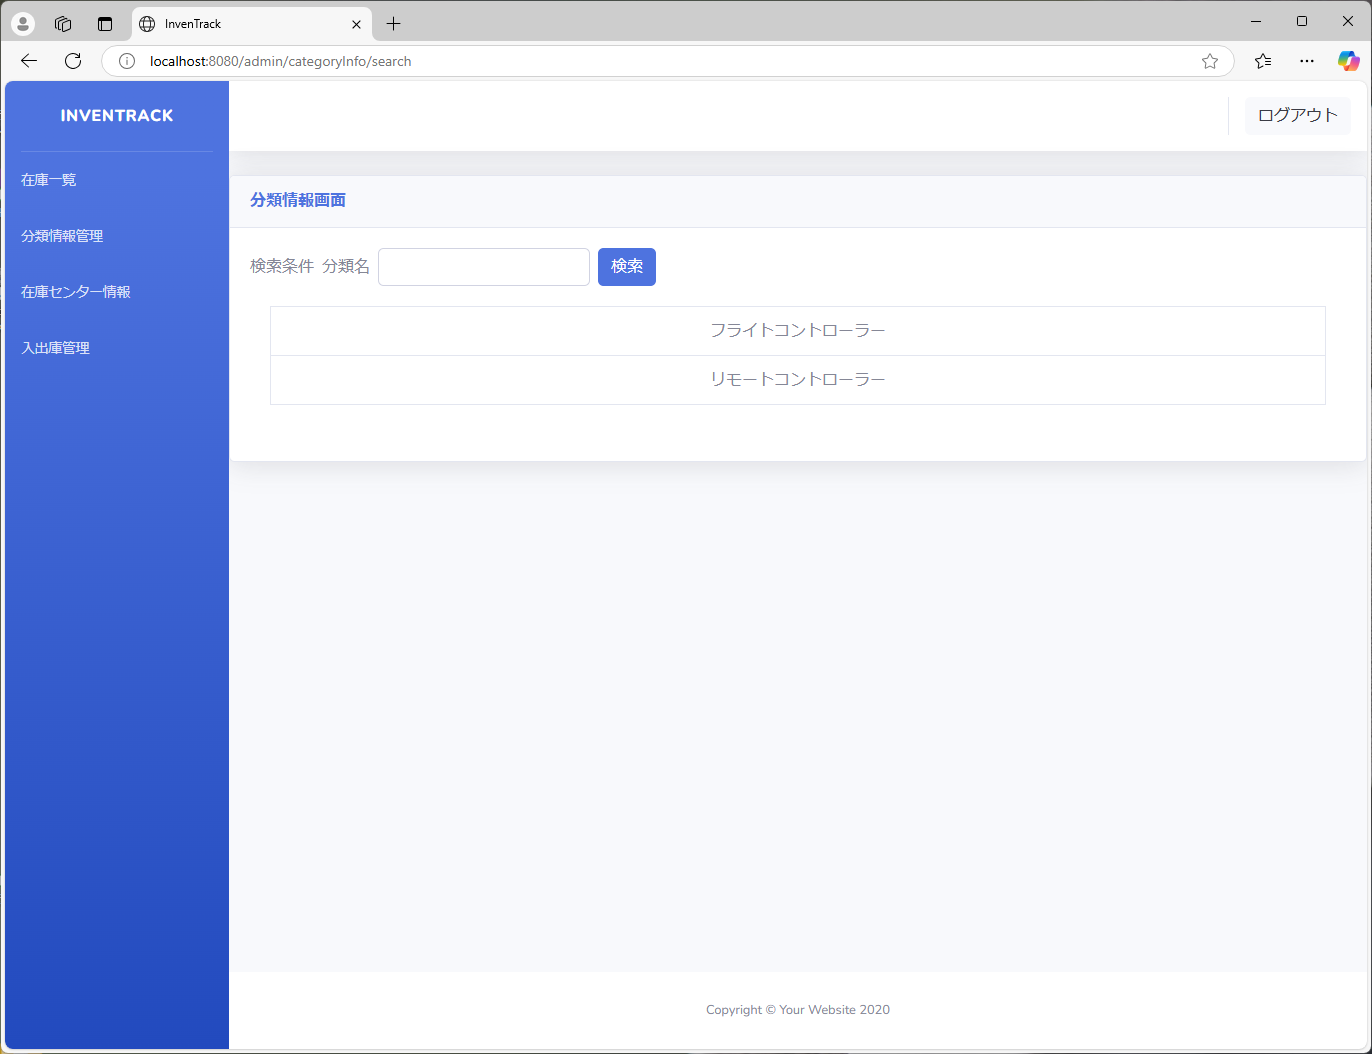 InvenTrack
localhost:8080/admin/categoryInfo/search
INVENTRACK
在庫一覧
分類情報管理
在庫センター情報
入出庫管理
ログアウト
分類情報画面
検索条件 分類名 検索
フライトコントローラー
リモートコントローラー
Copyright © Your Website 2020